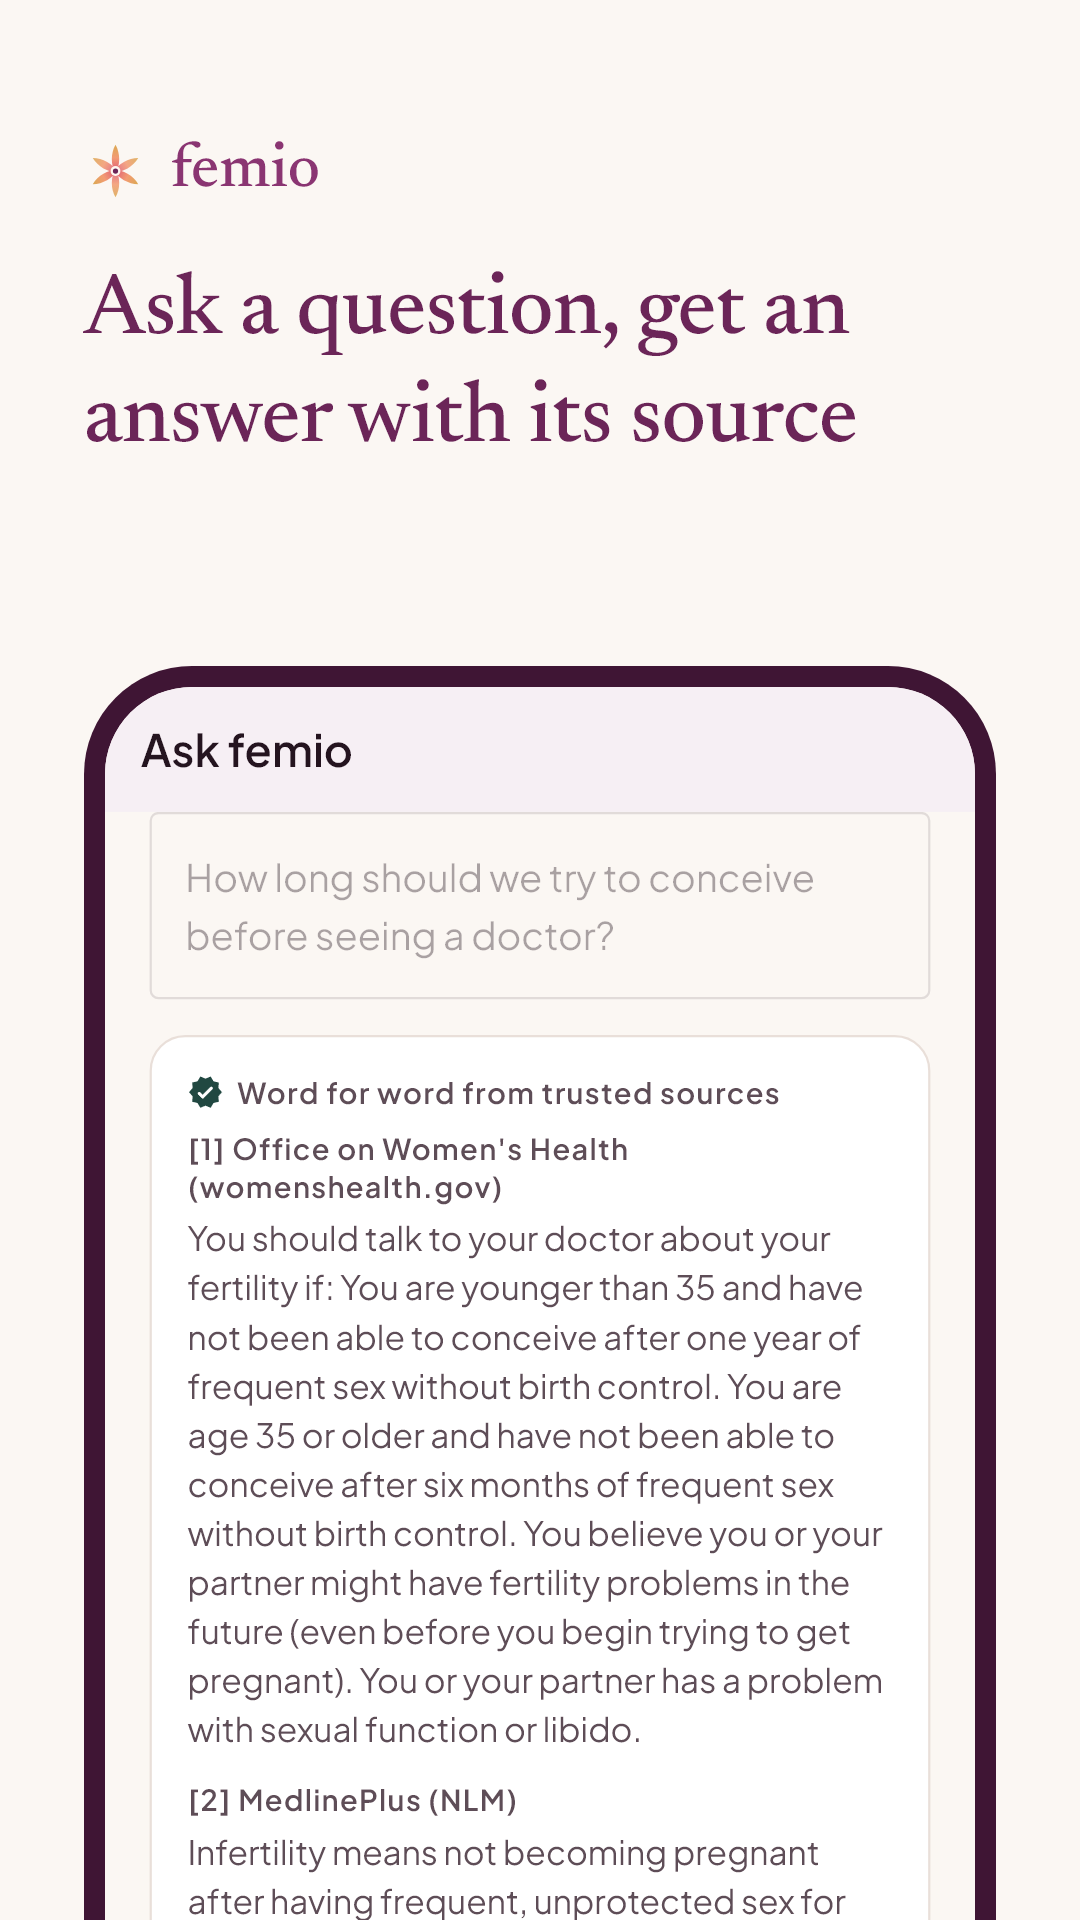 femio
Ask a question, get an
answer with its source
Ask femio
How long should we try to conceive
before seeing a doctor?
Word for word from trusted sources
[1] Office on Women's Health
(womenshealth.gov)
You should talk to your doctor about your
fertility if: You are younger than 35 and have
not been able to conceive after one year of
frequent sex without birth control. You are
age 35 or older and have not been able to
conceive after six months of frequent sex
without birth control. You believe you or your
partner might have fertility problems in the
future (even before you begin trying to get
pregnant). You or your partner has a problem
with sexual function or libido.
[2] MedlinePlus (NLM)
Infertility means not becoming pregnant
after having frequent, unprotected sex for